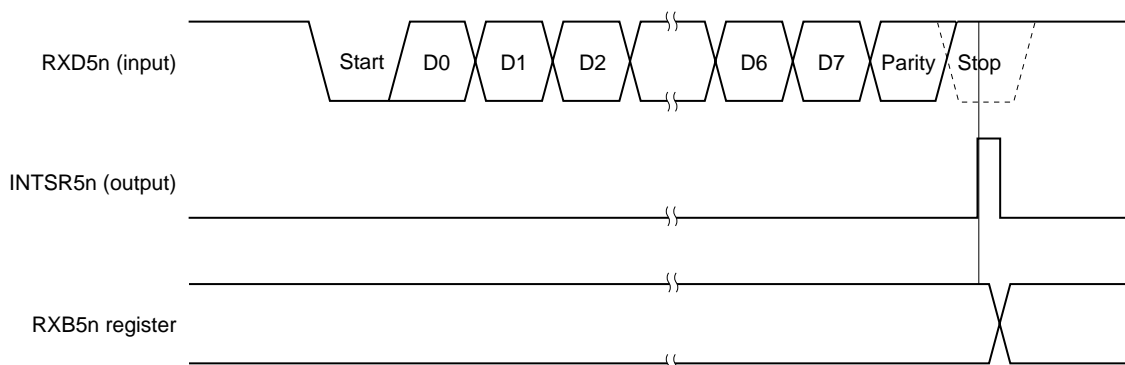 RXD5n (input)
Start D0 D1 D2 D6 D7 Parity Stop
INTSR5n (output)
RXB5n register